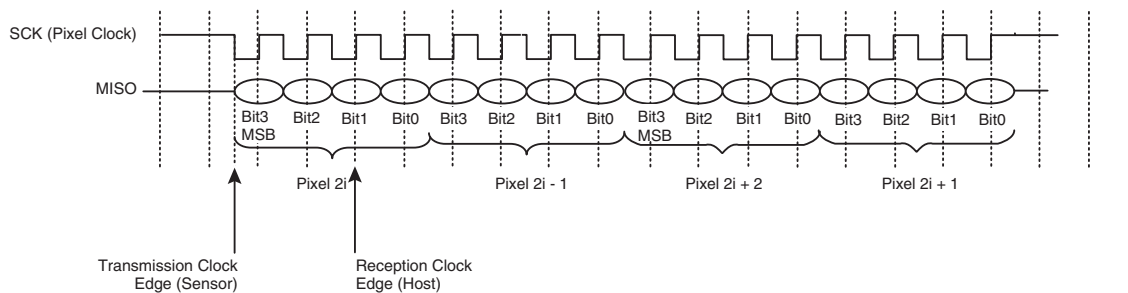 SCK (Pixel Clock)
MISO
Bit3 Bit2 Bit1 Bit0 Bit3 Bit2 Bit1 Bit0 Bit3 Bit2 Bit1 Bit0 Bit3 Bit2 Bit1 Bit0
MSB MSB
Pixel 2i Pixel 2i - 1 Pixel 2i + 2 Pixel 2i + 1
Transmission Clock
Edge (Sensor)
Reception Clock
Edge (Host)